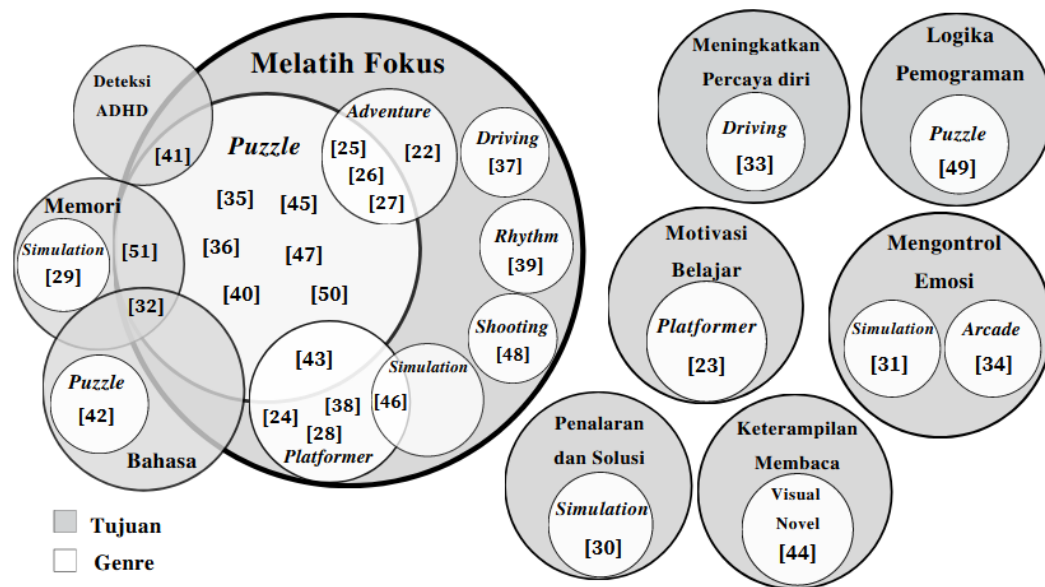 Melatih Fokus
Deteksi
ADHD
[41]
Puzzle
[35]
[45]
[36]
[47]
[40]
[50]
Adventure
[25]
[22]
[26]
[27]
Driving
[37]
Rhythm
[39]
Shooting
[48]
Simulation
[46]
[43]
[24]
[38]
[28]
Platformer
Memori
Simulation
[29]
[51]
[32]
Puzzle
[42]
Bahasa
Meningkatkan
Percaya diri
Driving
[33]
Logika
Pemograman
Puzzle
[49]
Motivasi
Belajar
Platformer
[23]
Mengontrol
Emosi
Simulation
[31]
Arcade
[34]
Penalaran
dan Solusi
Simulation
[30]
Keterampilan
Membaca
Visual
Novel
[44]
Tujuan
Genre